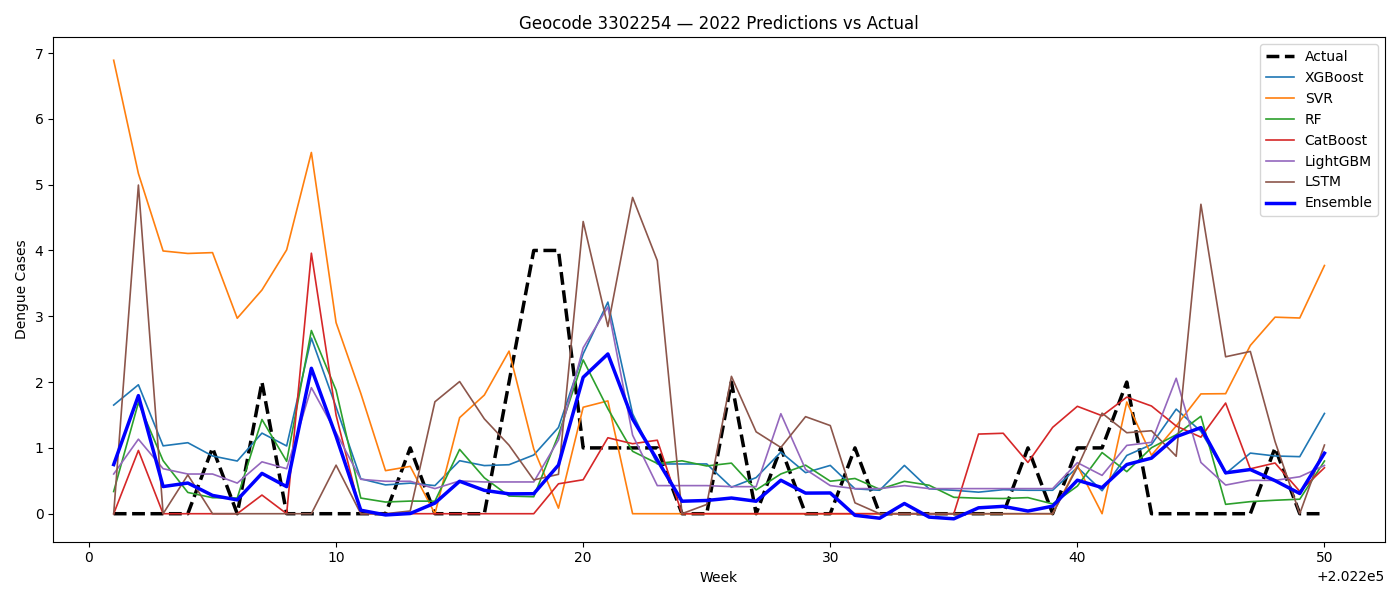 Geocode 3302254 — 2022 Predictions vs Actual
Dengue Cases
7
6
5
4
3
2
1
0
Actual
XGBoost
SVR
RF
CatBoost
LightGBM
LSTM
Ensemble
0 10 20 30 40 50
Week
+2.022e5